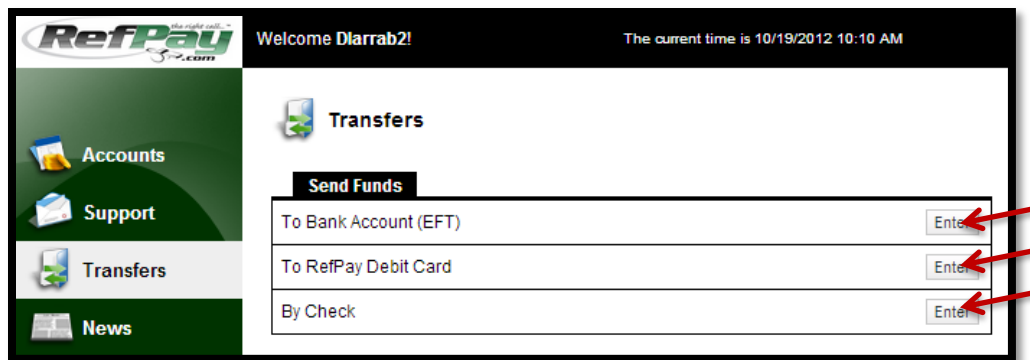 the right call...™
RefPay
.com
Welcome Dlarrab2!
The current time is 10/19/2012 10:10 AM
Accounts
Support
Transfers
News
Transfers
Send Funds
To Bank Account (EFT)
Enter
To RefPay Debit Card
Enter
By Check
Enter